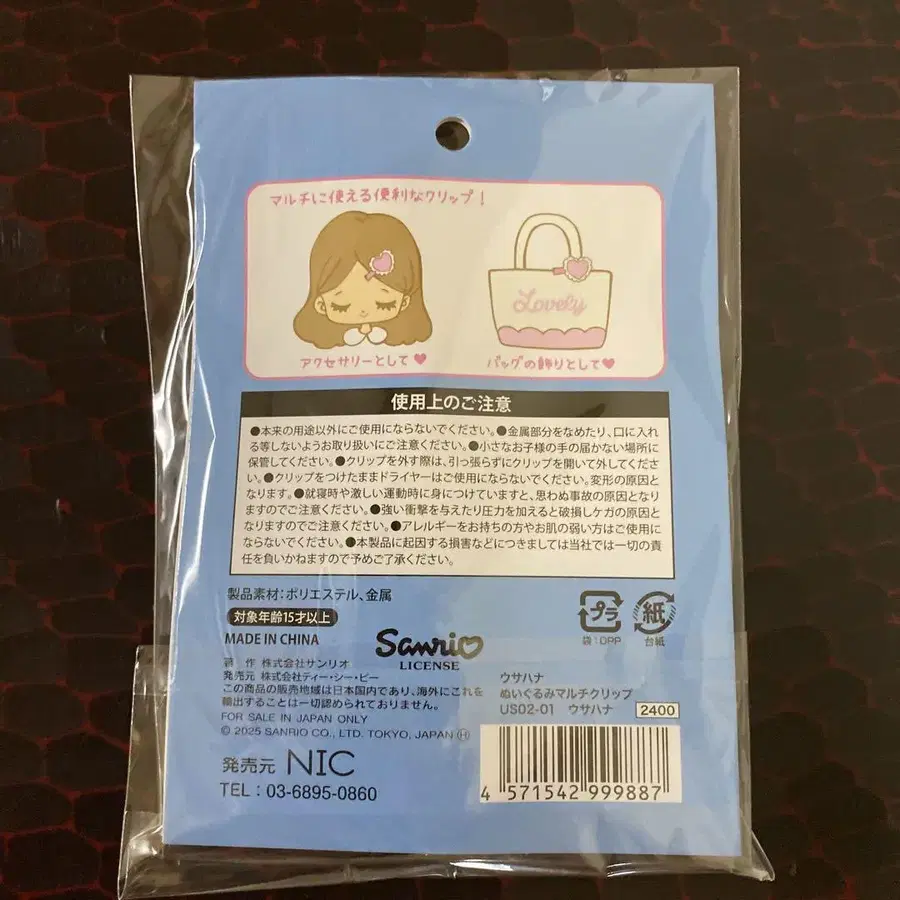 マルチに使える便利なクリップ!
Lovely
アクセサリーとして♥
バッグの飾りとして♥
使用上のご注意
●本来の用途以外にご使用にならないでください。●金属部分をなめたり、口に入れ
る等しないようお取り扱いにご注意ください。●小さなお子様の手の届かない場所に
保管してください。●クリップを外す際は、引っ張らずにクリップを開いて外してくださ
い。●クリップをつけたままドライヤーはご使用にならないでください。変形の原因と
なります。●就寝時や激しい運動時に身につけていますと、思わぬ事故の原因となり
ますのでご注意ください。●強い衝撃を与えたり圧力を加えると破損しケガの原因と
なりますのでご注意ください。●アレルギーをお持ちの方やお肌の弱い方はご使用に
ならないでください。●本製品に起因する損害などにつきましては当社では一切の責
任を負いかねますので予めご了承ください。
製品素材:ポリエステル、金属
対象年齢15才以上
MADE IN CHINA
Sanrio
LICENSE
プラ
袋:OPP
紙
台紙
著 作 株式会社サンリオ
発売元 株式会社ティー・シー・ビー
この商品の販売地域は日本国内であり、海外にこれを
輸出することは一切認められておりません。
FOR SALE IN JAPAN ONLY
© 2025 SANRIO CO., LTD. TOKYO, JAPAN Ⓗ
発売元 NIC
TEL : 03-6895-0860
ウサハナ
ぬいぐるみマルチクリップ
US02-01 ウサハナ 2400
4 571542 999887